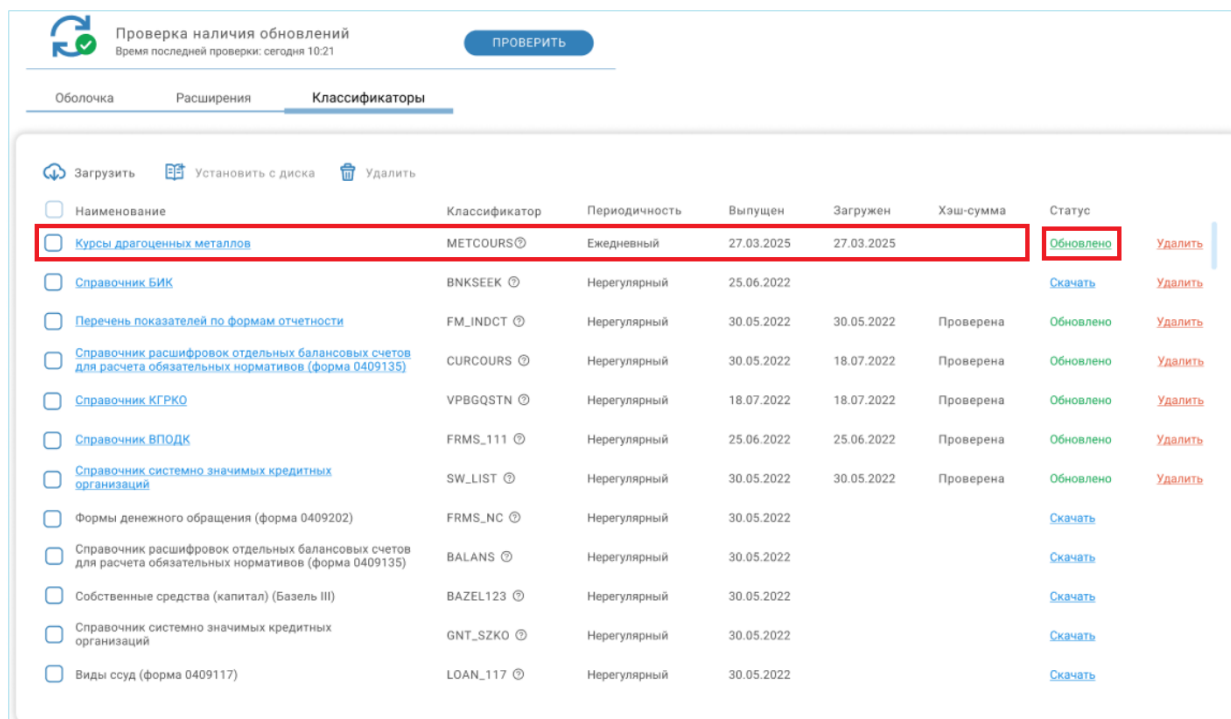 Проверка наличия обновлений
Время последней проверки: сегодня 10:21
ПРОВЕРИТЬ
Оболочка Расширения Классификаторы
Загрузить Установить с диска Удалить
Наименование Классификатор Периодичность Выпущен Загружен Хэш-сумма Статус
Курсы драгоценных металлов METCOURS Ежедневный 27.03.2025 27.03.2025 Обновлено Удалить
Справочник БИК BNKSEEK Нерегулярный 25.06.2022 Скачать Удалить
Перечень показателей по формам отчетности FM_INDCT Нерегулярный 30.05.2022 30.05.2022 Проверена Обновлено Удалить
Справочник расшифровок отдельных балансовых счетов
для расчета обязательных нормативов (форма 0409135) CURCOURS Нерегулярный 30.05.2022 18.07.2022 Проверена Обновлено Удалить
Справочник КГРКО VPBGQSTN Нерегулярный 18.07.2022 18.07.2022 Проверена Обновлено Удалить
Справочник ВПОДК FRMS_111 Нерегулярный 25.06.2022 25.06.2022 Проверена Обновлено Удалить
Справочник системно значимых кредитных
организаций SW_LIST Нерегулярный 30.05.2022 30.05.2022 Проверена Обновлено Удалить
Формы денежного обращения (форма 0409202) FRMS_NC Нерегулярный 30.05.2022 Скачать
Справочник расшифровок отдельных балансовых счетов
для расчета обязательных нормативов (форма 0409135) BALANS Нерегулярный 30.05.2022 Скачать
Собственные средства (капитал) (Базель III) BAZEL123 Нерегулярный 30.05.2022 Скачать
Справочник системно значимых кредитных
организаций GNT_SZKO Нерегулярный 30.05.2022 Скачать
Виды ссуд (форма 0409117) LOAN_117 Нерегулярный 30.05.2022 Скачать